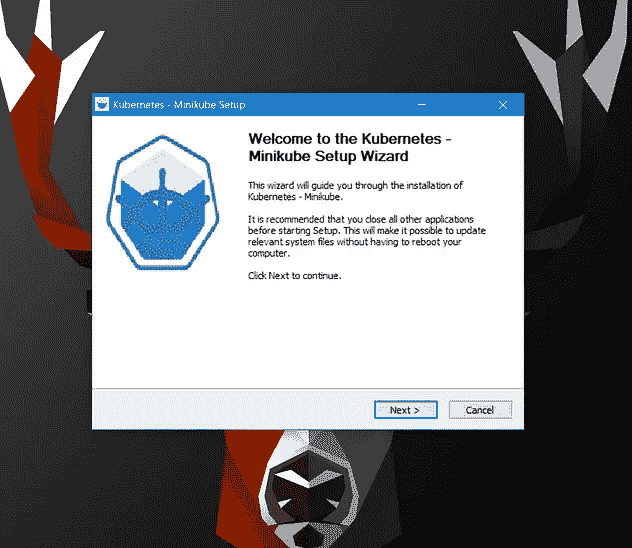 Kubernetes - Minikube Setup
Welcome to the Kubernetes -
Minikube Setup Wizard
This wizard will guide you through the installation of
Kubernetes - Minikube.
It is recommended that you close all other applications
before starting Setup. This will make it possible to update
relevant system files without having to reboot your
computer.
Click Next to continue.
Next >
Cancel